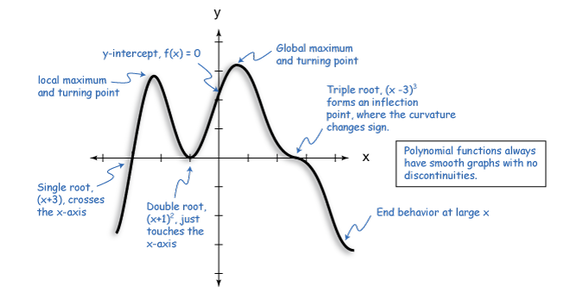 y
y-intercept, f(x) = 0
Global maximum
and turning point
local maximum
and turning point
Triple root, (x -3)³
forms an inflection
point, where the curvature
changes sign.
x
Polynomial functions always
have smooth graphs with no
discontinuities.
Single root,
(x+3), crosses
the x-axis
Double root,
(x+1)², just
touches the
x-axis
End behavior at large x